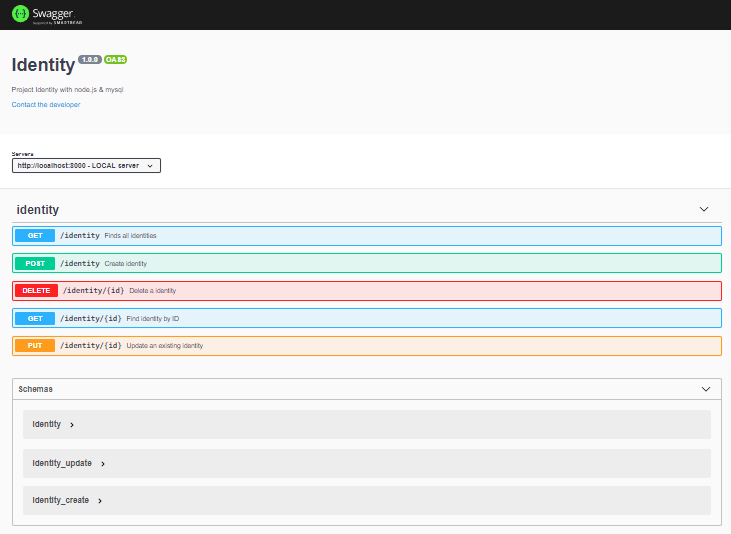 Swagger.
Supported by SMARTBEAR
Identity 1.0.0 OAS3
Project Identity with node.js & mysql
Contact the developer
Servers
http://localhost:8000 - LOCAL server
identity
GET /identity Finds all identities
POST /identity Create identity
DELETE /identity/{id} Delete a identity
GET /identity/{id} Find identity by ID
PUT /identity/{id} Update an existing identity
Schemas
Identity
Identity_update
Identity_create